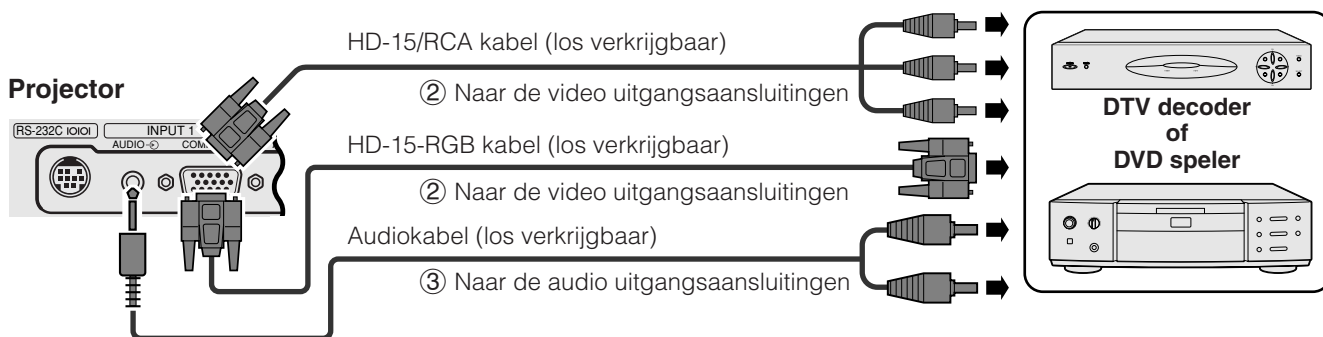 HD-15/RCA kabel (los verkrijgbaar)
② Naar de video uitgangsaansluitingen
Projector
RS-232C IOIOI
INPUT 1
AUDIO
HD-15-RGB kabel (los verkrijgbaar)
② Naar de video uitgangsaansluitingen
Audiokabel (los verkrijgbaar)
③ Naar de audio uitgangsaansluitingen
DTV decoder
of
DVD speler